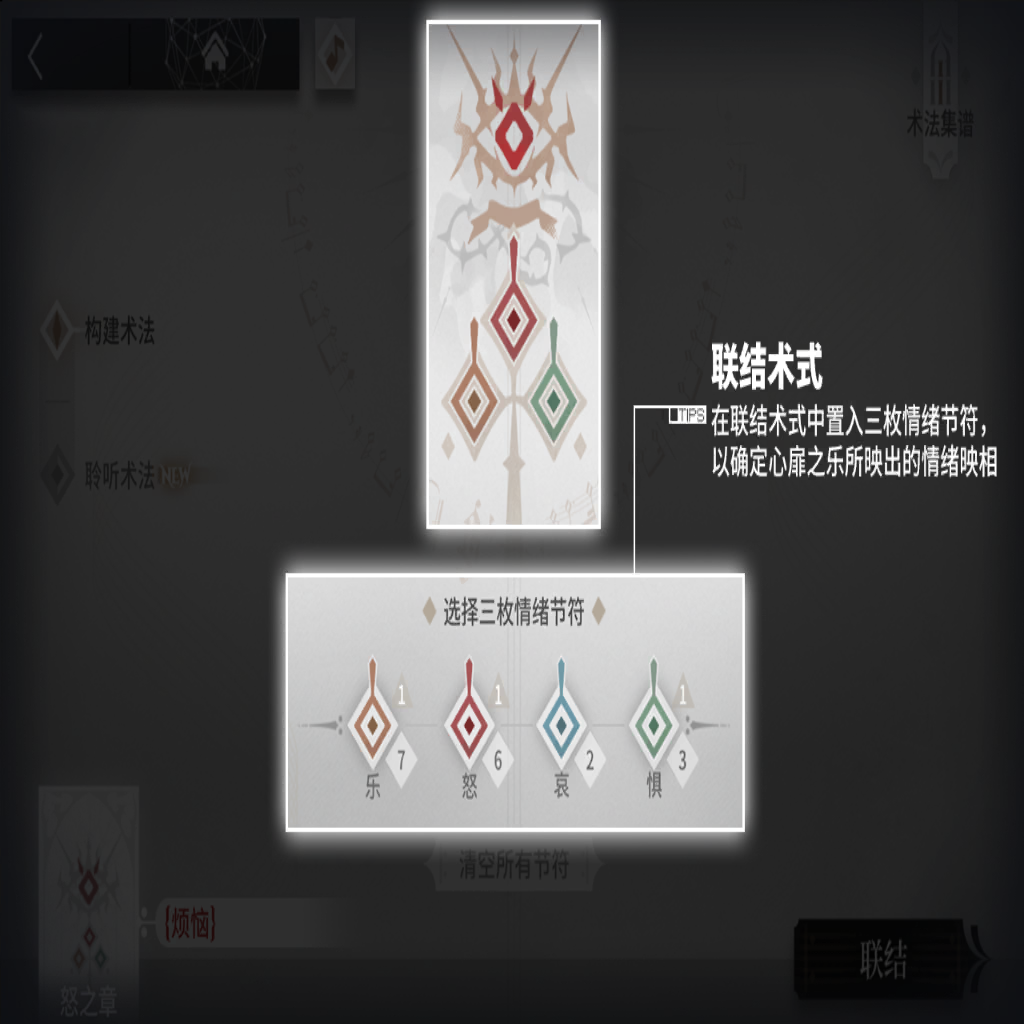 术法集谱
构建术法
聆听术法 NEW
联结术式
TIPS
在联结术式中置入三枚情绪节符，
以确定心扉之乐所映出的情绪映相
选择三枚情绪节符
1 1 1
7 6 2 3
乐 怒 哀 惧
清空所有节符
{烦恼}
怒之章
联结